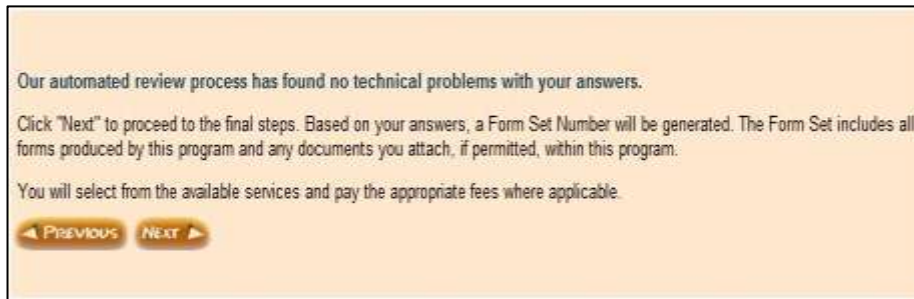 Our automated review process has found no technical problems with your answers.
Click "Next" to proceed to the final steps. Based on your answers, a Form Set Number will be generated. The Form Set includes all
forms produced by this program and any documents you attach, if permitted, within this program.
You will select from the available services and pay the appropriate fees where applicable.
PREVIOUS NEXT